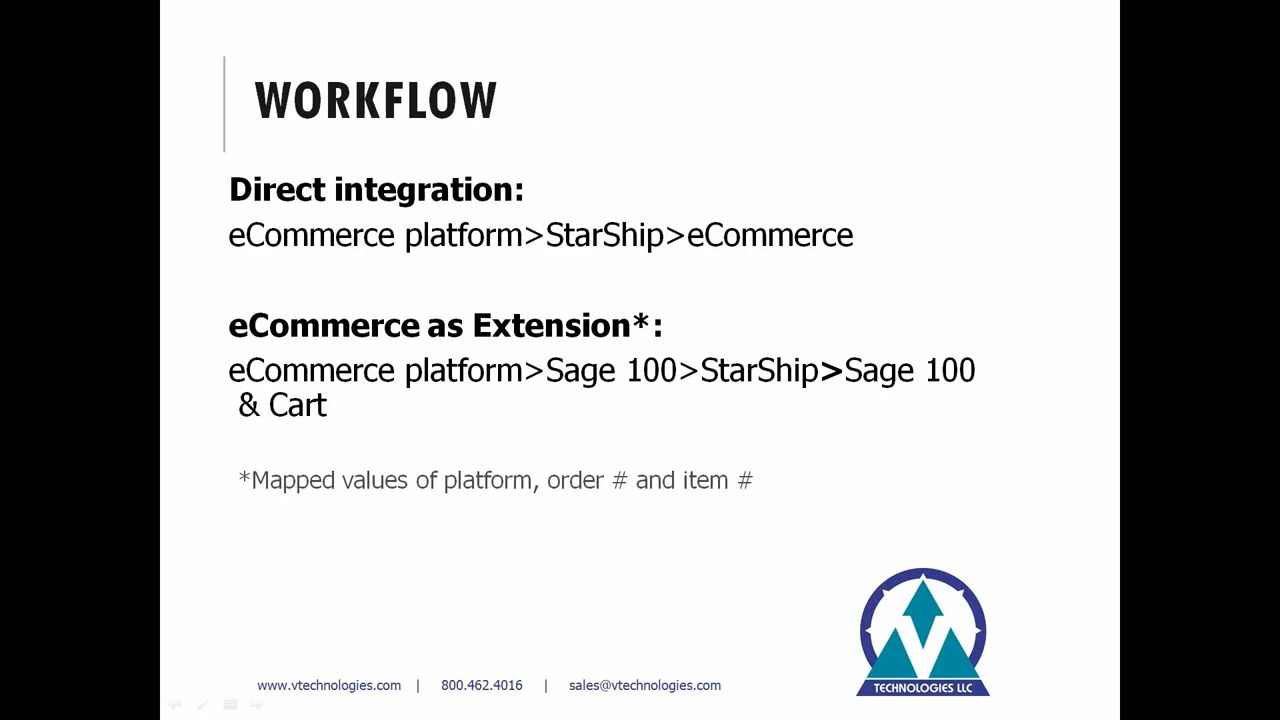 WORKFLOW
Direct integration:
eCommerce platform>StarShip>eCommerce
eCommerce as Extension*:
eCommerce platform>Sage 100>StarShip>Sage 100
& Cart
*Mapped values of platform, order # and item #
V
TECHNOLOGIES LLC
www.vtechnologies.com | 800.462.4016 | sales@vtechnologies.com